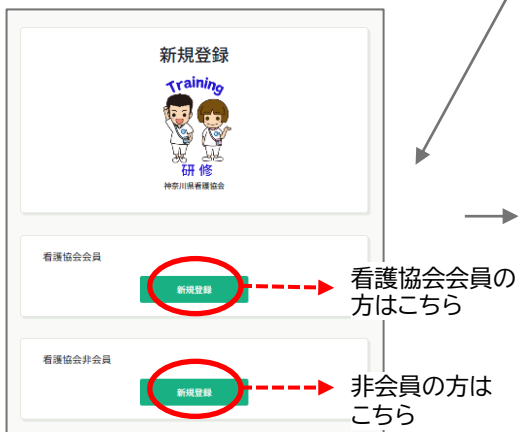 新規登録
Training
研 修
神奈川県看護協会
看護協会会員
新規登録
看護協会会員の
方はこちら
看護協会非会員
新規登録
非会員の方は
こちら